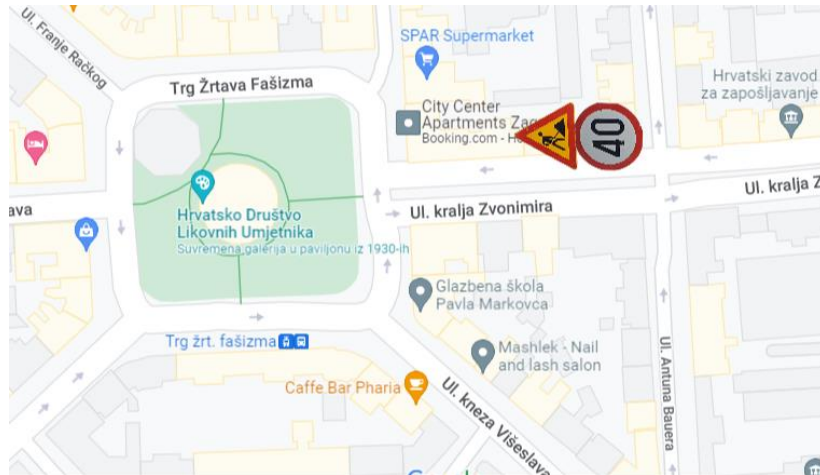 Ul. Franje Račkog
SPAR Supermarket
Trg Žrtava Fašizma
Hrvatski zavod
za zapošljavanje
City Center
Apartments
Booking.com
40
ava
Ul. kralja Z
Ul. kralja Zvonimira
Hrvatsko Društvo
Likovnih Umjetnika
Suvremena galerija u paviljonu iz 1930-ih
Glazbena škola
Pavla Markovca
Trg žrt. fašizma
Mashlek - Nail
and lash salon
Ul. Antuna Bauera
Caffe Bar Pharia
Ul. kneza Višeslava